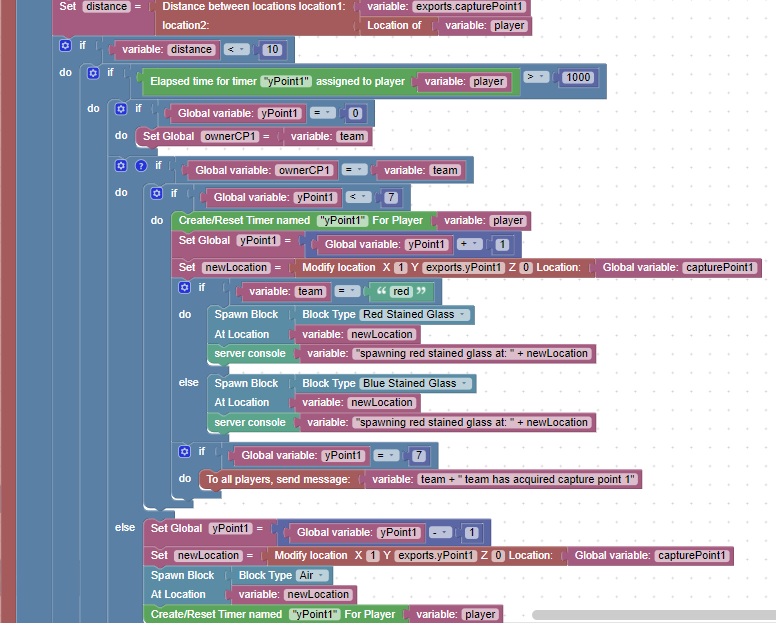 Set distance = Distance between locations location1: variable: exports.capturePoint1
location2: Location of variable: player
if variable: distance < 10
do if Elapsed time for timer "yPoint1" assigned to player variable: player > 1000
do if Global variable: yPoint1 = 0
do Set Global ownerCP1 = variable: team
? if Global variable: ownerCP1 = variable: team
do if Global variable: yPoint1 < 7
do Create/Reset Timer named "yPoint1" For Player variable: player
Set Global yPoint1 = Global variable: yPoint1 + 1
Set newLocation = Modify location X 1 Y exports.yPoint1 Z 0 Location: Global variable: capturePoint1
if variable: team = “ red ”
do Spawn Block Block Type Red Stained Glass
At Location variable: newLocation
server console variable: "spawning red stained glass at: " + newLocation
else Spawn Block Block Type Blue Stained Glass
At Location variable: newLocation
server console variable: "spawning red stained glass at: " + newLocation
if Global variable: yPoint1 = 7
do To all players, send message: variable: team + " team has acquired capture point 1"
else Set Global yPoint1 = Global variable: yPoint1 - 1
Set newLocation = Modify location X 1 Y exports.yPoint1 Z 0 Location: Global variable: capturePoint1
Spawn Block Block Type Air
At Location variable: newLocation
Create/Reset Timer named "yPoint1" For Player variable: player